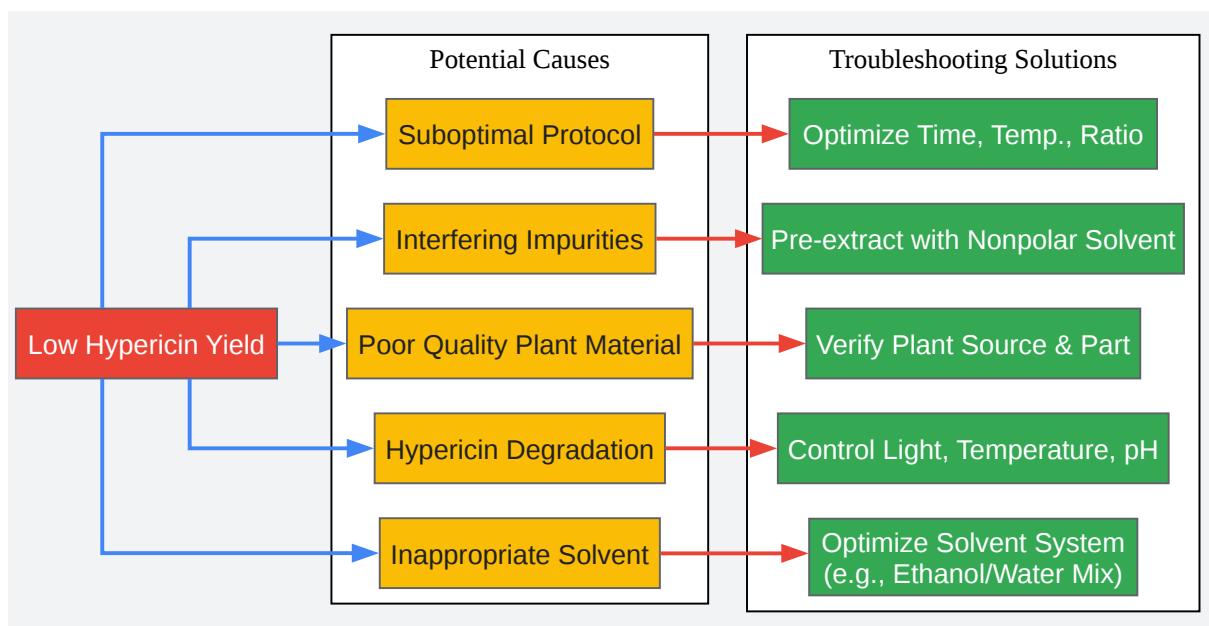 Potential Causes
Troubleshooting Solutions
Suboptimal Protocol
Optimize Time, Temp., Ratio
Interfering Impurities
Pre-extract with Nonpolar Solvent
Low Hypericin Yield
Poor Quality Plant Material
Verify Plant Source & Part
Hypericin Degradation
Control Light, Temperature, pH
Inappropriate Solvent
Optimize Solvent System
(e.g., Ethanol/Water Mix)